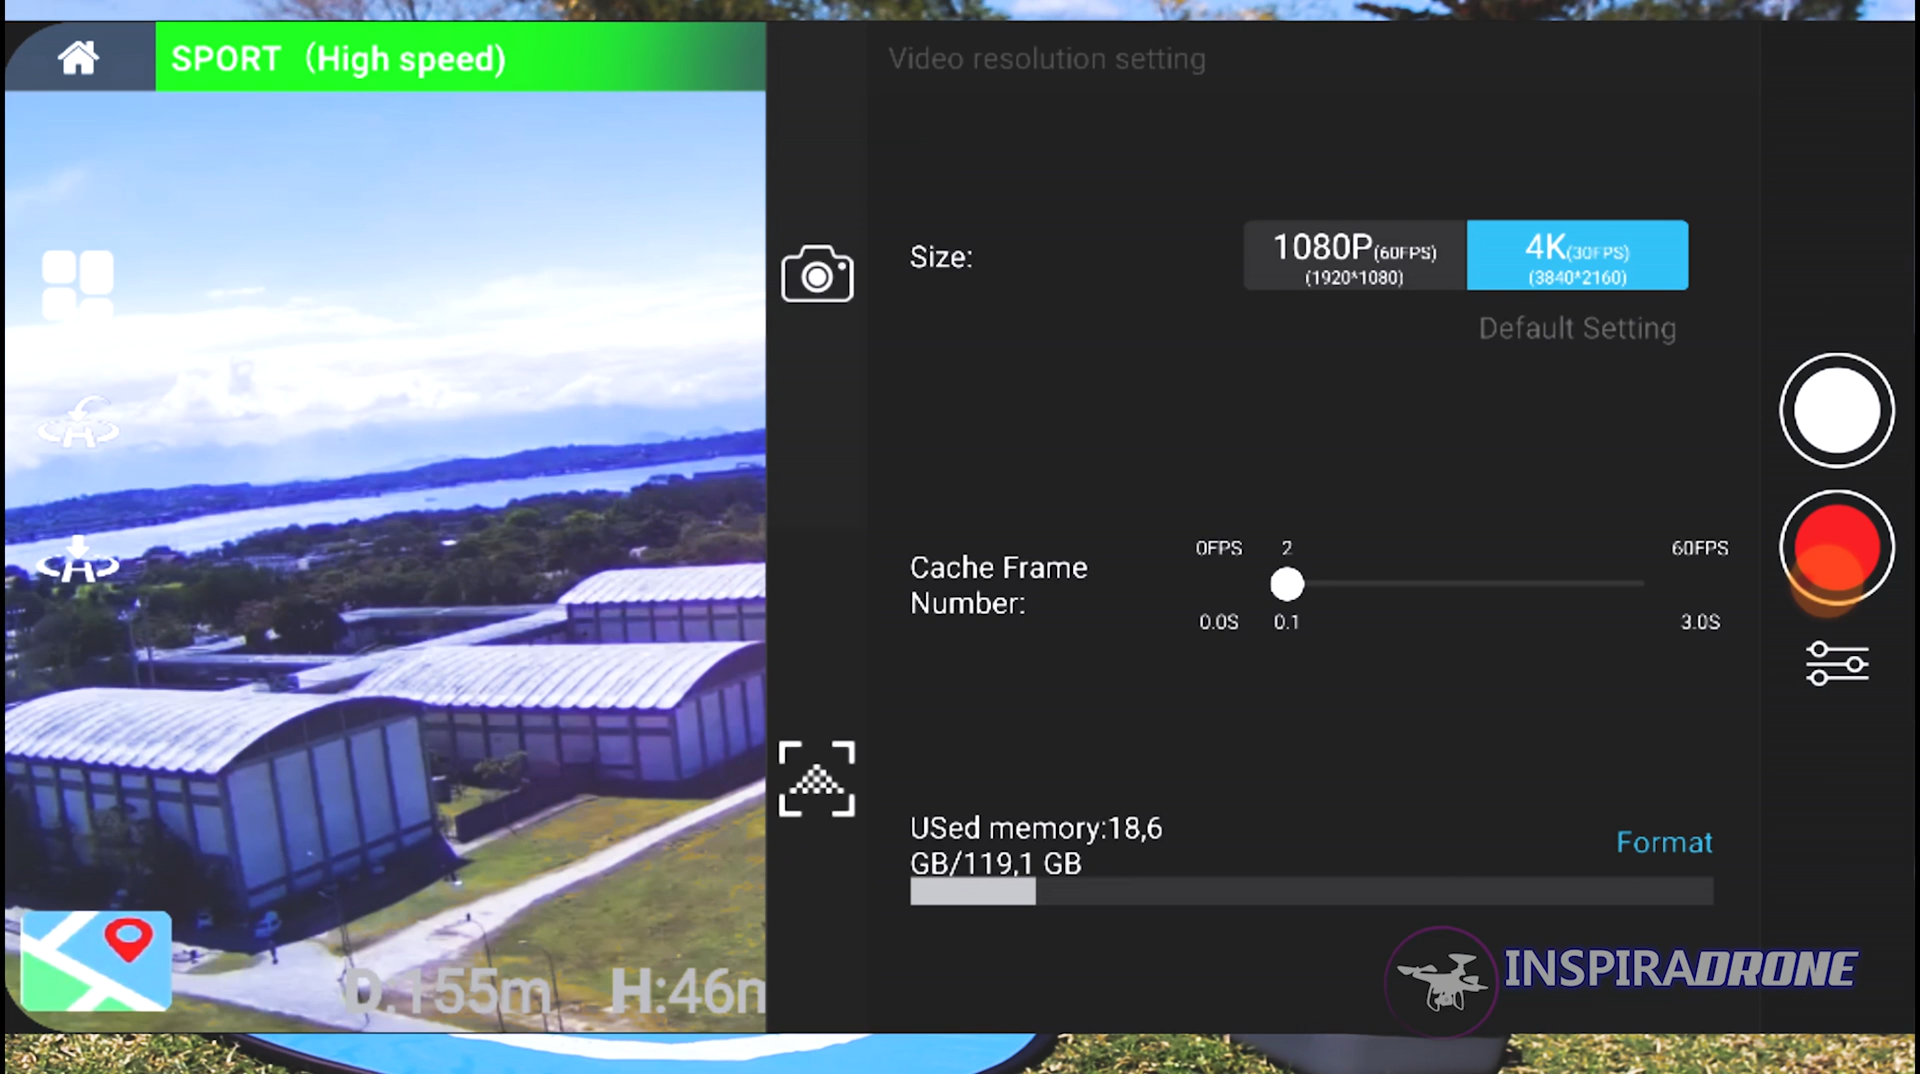 SPORT (High speed)
Video resolution setting
Size:
1080P(60FPS)
(1920*1080)
4K(30FPS)
(3840*2160)
Default Setting
Cache Frame
Number:
0FPS 2 60FPS
0.0S 0.1 3.0S
USed memory:18,6
GB/119,1 GB
Format
D:155m H:46m
INSPIRADRONE